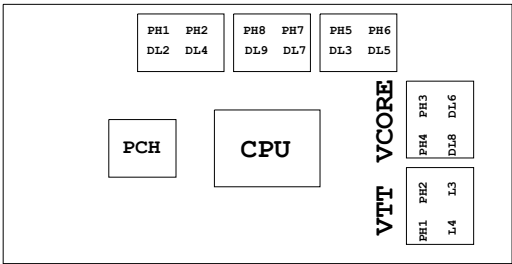 PH1 PH2
DL2 DL4
PH8 PH7
DL9 DL7
PH5 PH6
DL3 DL5
PCH
CPU
VCORE
PH3 DL6
PH4 DL8
VTT
PH2 L3
PH1 L4